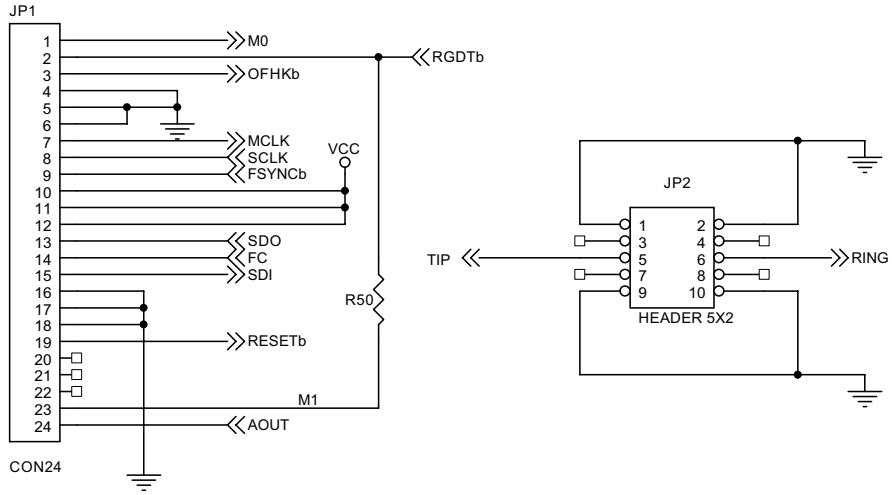 JP1
1 M0
2 RGDTb
3 OFHKb
4
5
6
7 MCLK
8 SCLK
VCC
9 FSYNCb
10
11
12
13 SDO
14 FC
15 SDI
16
17
18
R50
19 RESETb
20
21
22
23 M1
24 AOUT
CON24
JP2
1 2
3 4
TIP 5 6 RING
7 8
9 10
HEADER 5X2